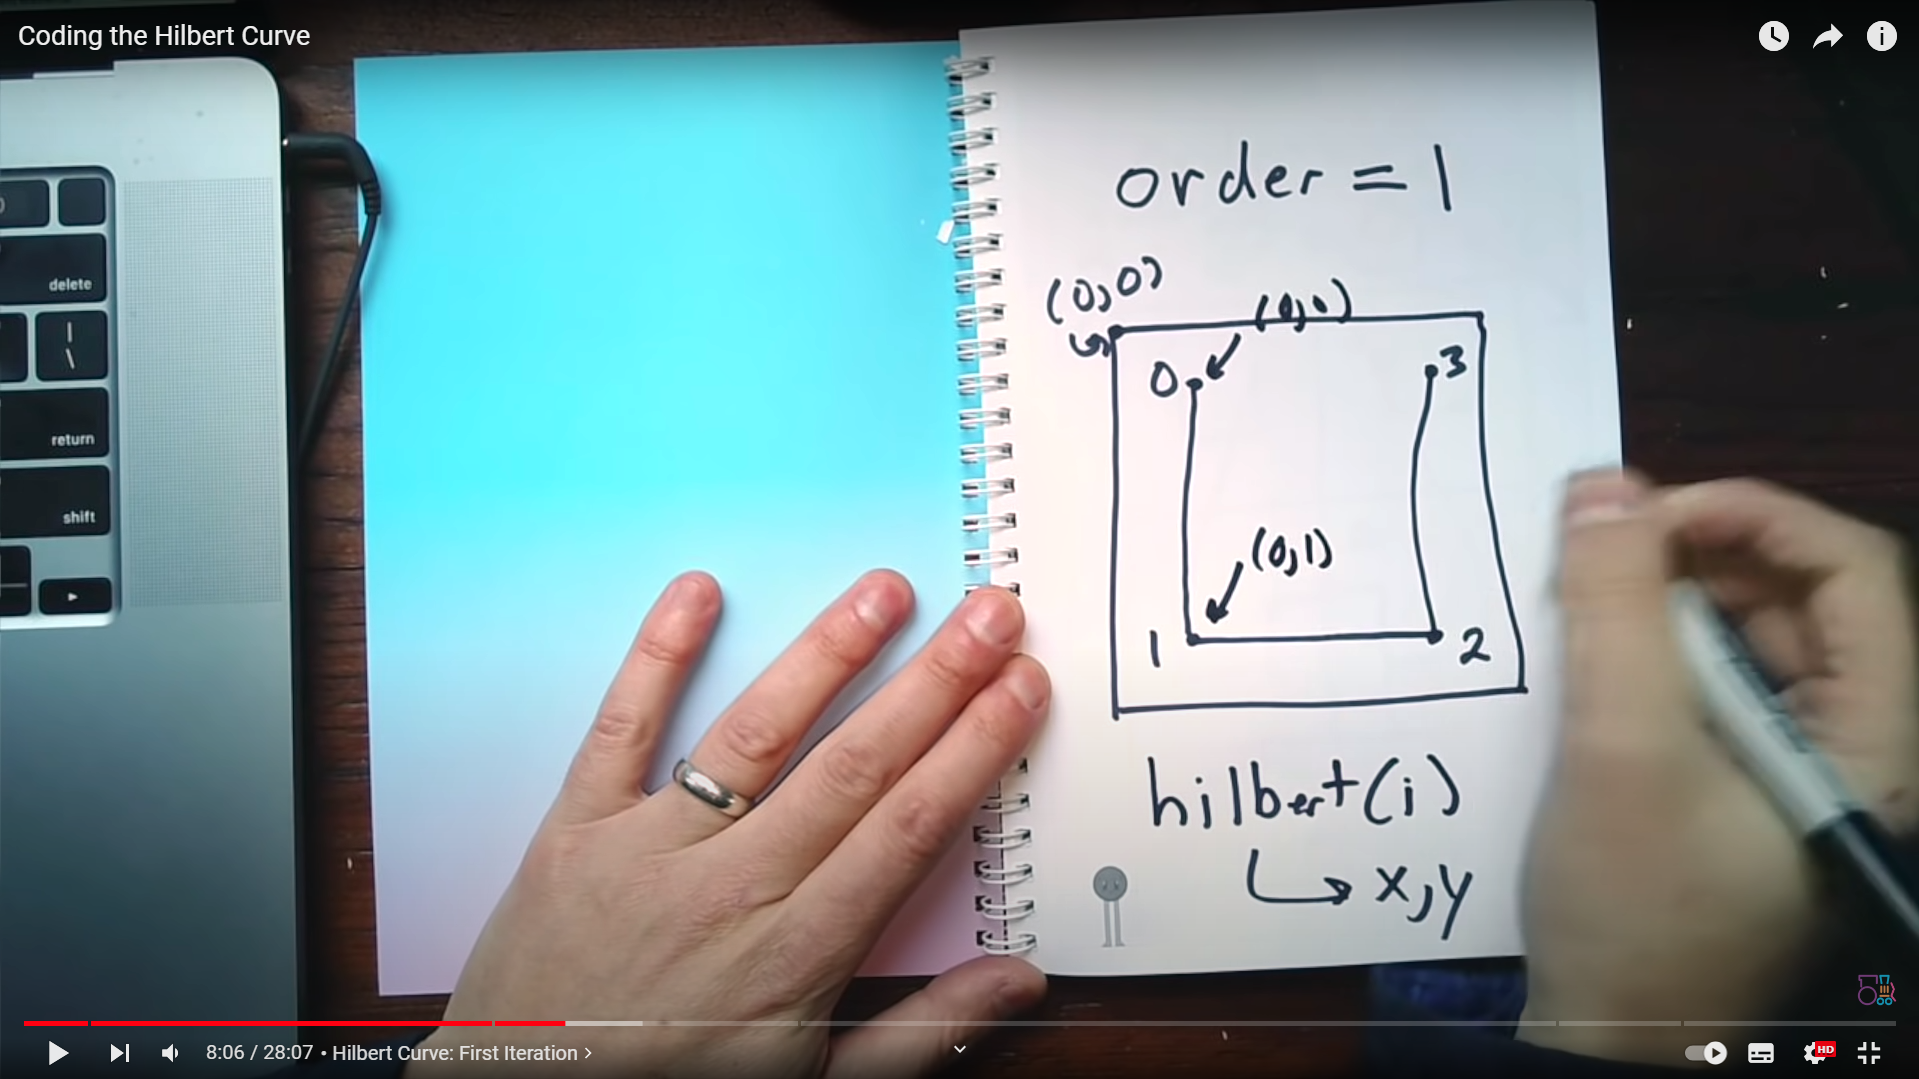 Coding the Hilbert Curve
order = 1
(0,0)
(0,0)
0
3
(0,1)
1
2
hilbert(i)
x,y
delete
|
\
return
shift
8:06 / 28:07 • Hilbert Curve: First Iteration
HD